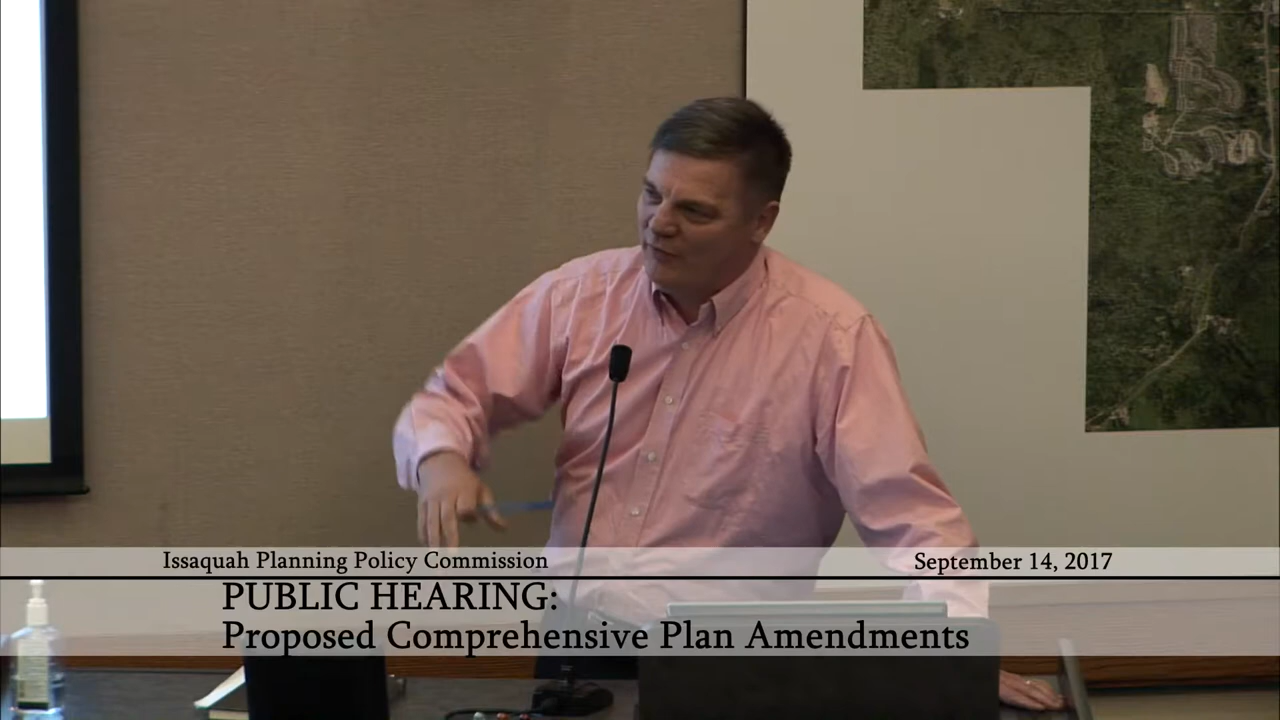 Issaquah Planning Policy Commission
September 14, 2017
PUBLIC HEARING:
Proposed Comprehensive Plan Amendments